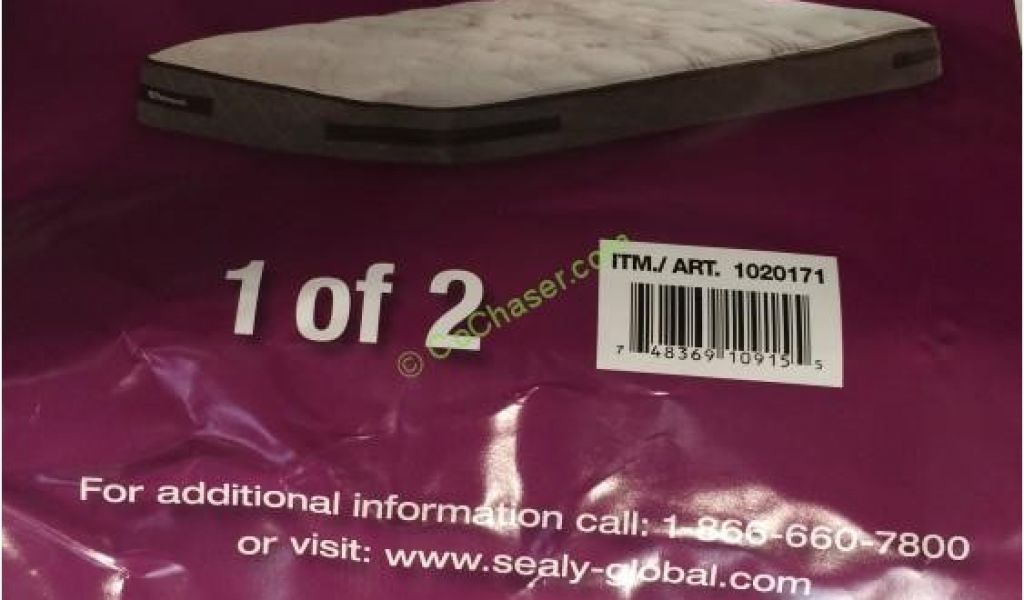 1 of 2
ITM./ ART. 1020171
7 48369 10915 5
© CoChaser.com
For additional information call: 1-866-660-7800
or visit: www.sealy-global.com